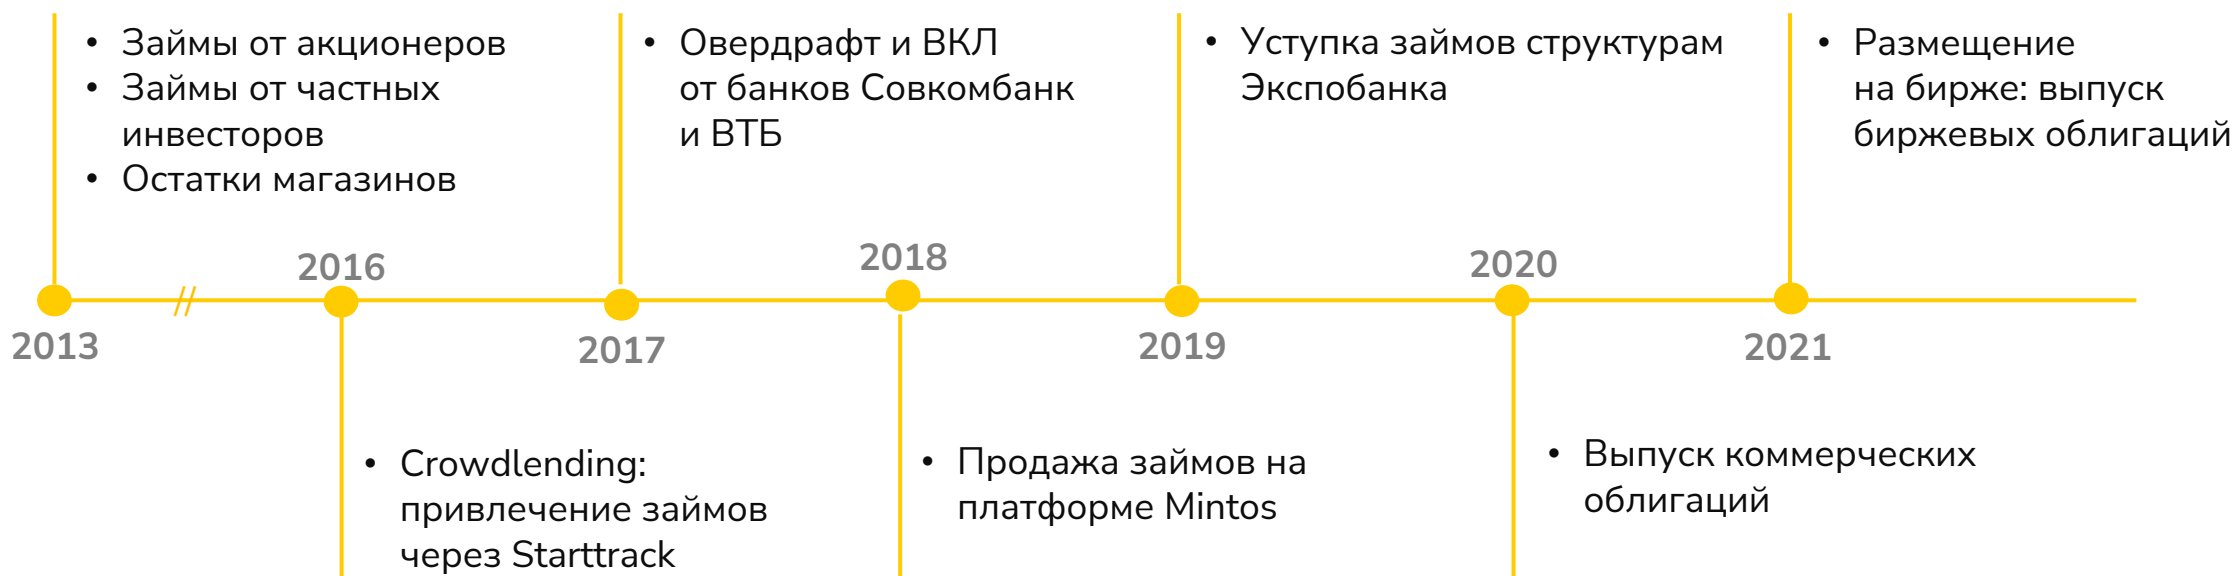 • Займы от акционеров
• Займы от частных
инвесторов
• Остатки магазинов
2013
2016
• Crowdlending:
привлечение займов
через Starttrack
• Овердрафт и ВКЛ
от банков Совкомбанк
и ВТБ
2017
2018
• Продажа займов на
платформе Mintos
• Уступка займов структурам
Экспобанка
2019
2020
• Выпуск коммерческих
облигаций
• Размещение
на бирже: выпуск
биржевых облигаций
2021